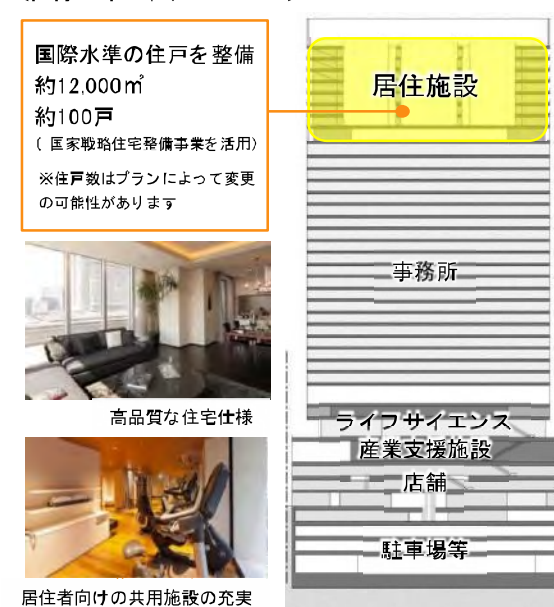 国際水準の住戸を整備
約12,000㎡
約100戸
( 国家戦略住宅整備事業を活用)
※住戸数はプランによって変更
の可能性があります
居住施設
事務所
高品質な住宅仕様
ライフサイエンス
産業支援施設
店舗
駐車場等
居住者向けの共用施設の充実